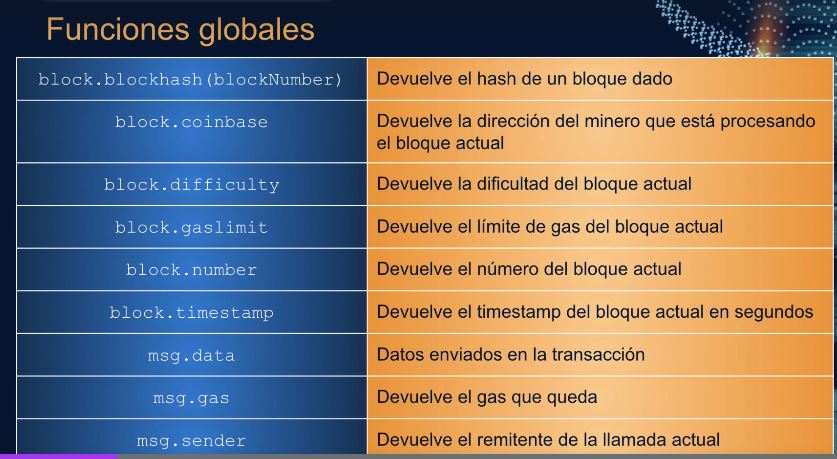 Funciones globales
block.blockhash(blockNumber) Devuelve el hash de un bloque dado
block.coinbase Devuelve la dirección del minero que está procesando
el bloque actual
block.difficulty Devuelve la dificultad del bloque actual
block.gaslimit Devuelve el límite de gas del bloque actual
block.number Devuelve el número del bloque actual
block.timestamp Devuelve el timestamp del bloque actual en segundos
msg.data Datos enviados en la transacción
msg.gas Devuelve el gas que queda
msg.sender Devuelve el remitente de la llamada actual